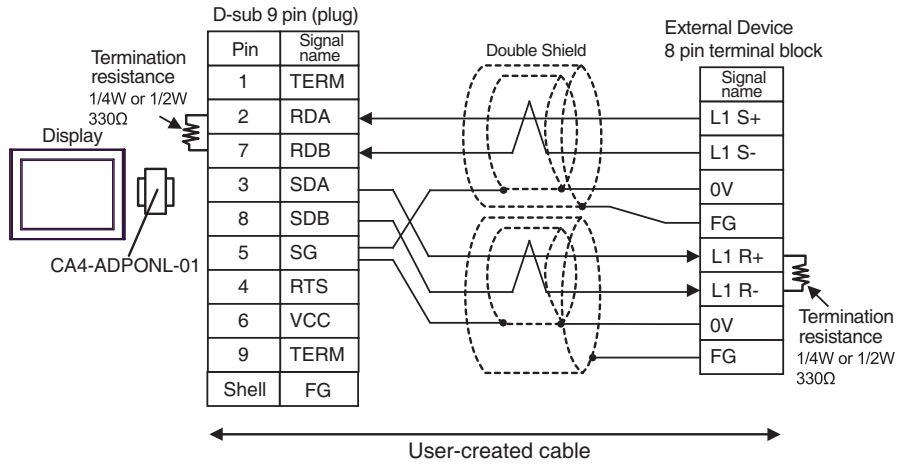 D-sub 9 pin (plug)
Pin Signal name
1 TERM
2 RDA
7 RDB
3 SDA
8 SDB
5 SG
4 RTS
6 VCC
9 TERM
Shell FG
Termination
resistance
1/4W or 1/2W
330Ω
Display
CA4-ADPONL-01
Double Shield
External Device
8 pin terminal block
Signal
name
L1 S+
L1 S-
0V
FG
L1 R+
L1 R-
0V
FG
Termination
resistance
1/4W or 1/2W
330Ω
User-created cable